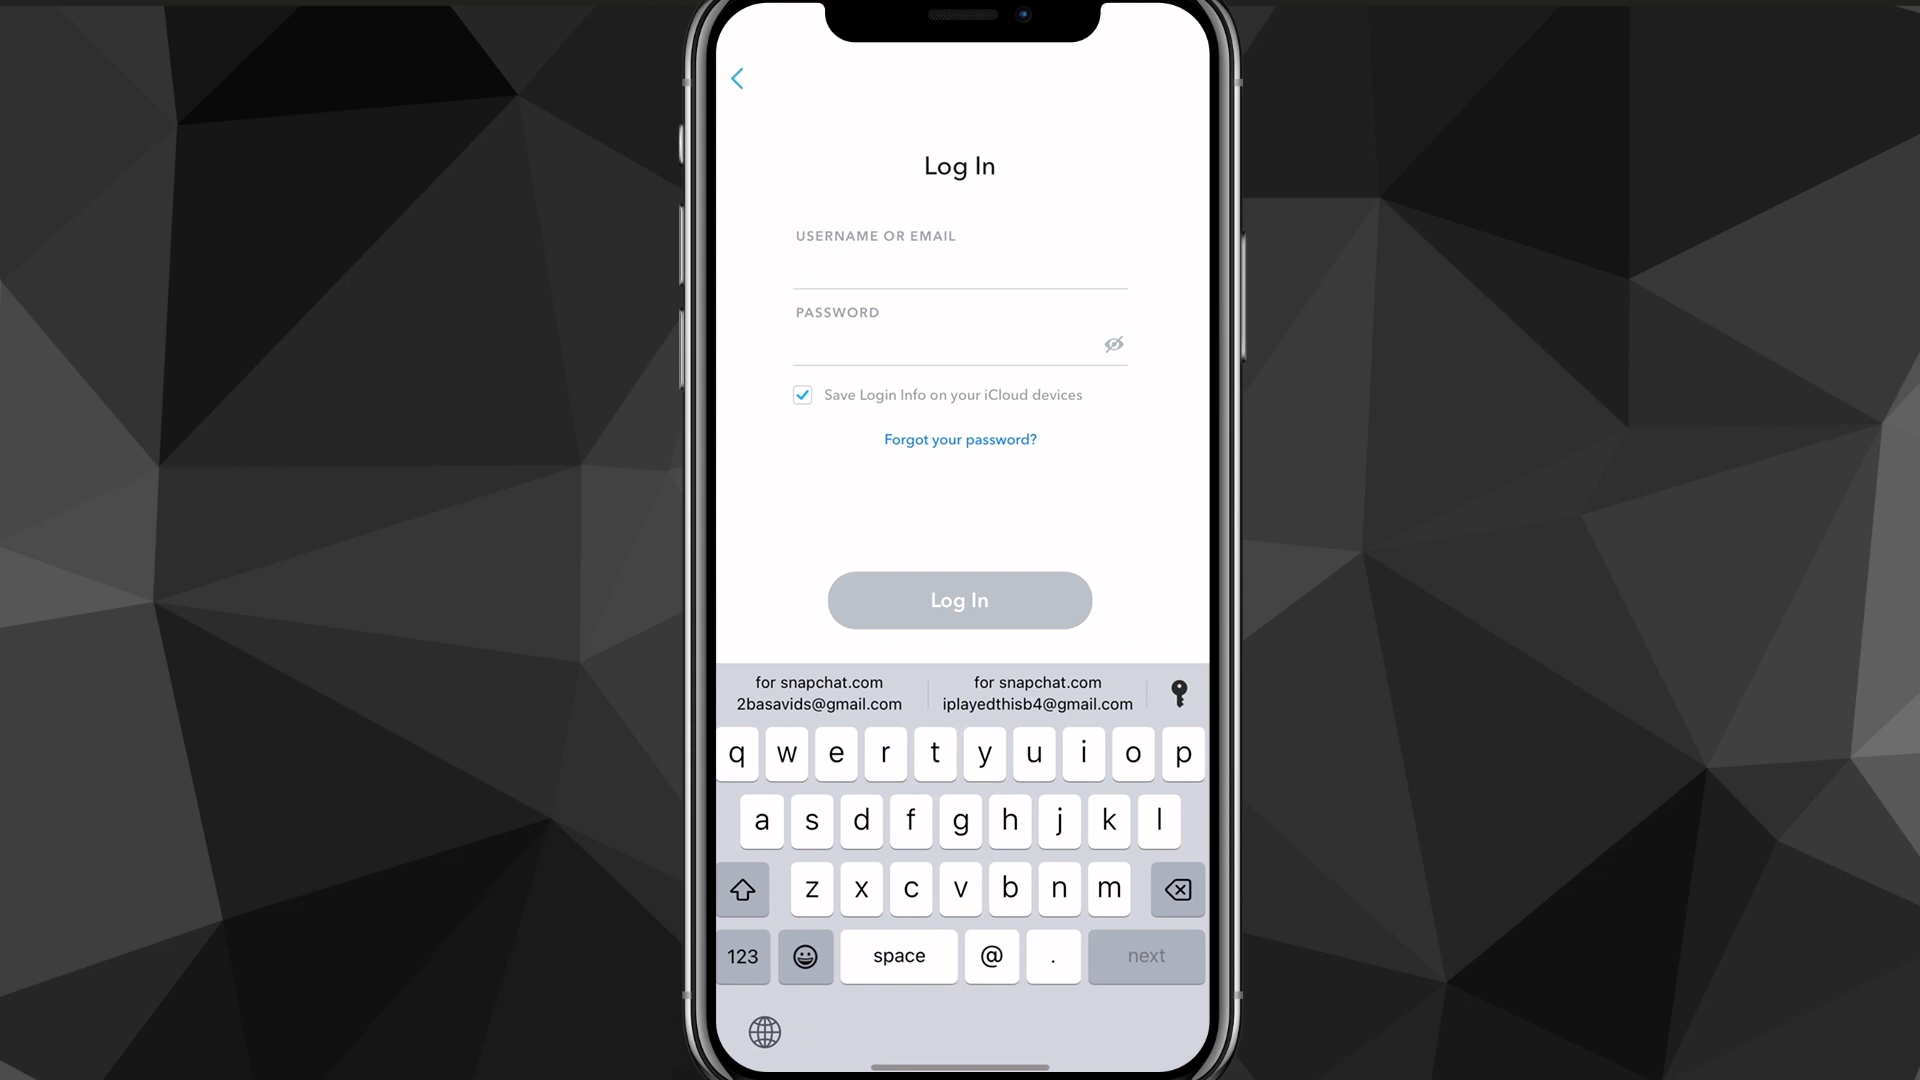 Log In
USERNAME OR EMAIL
PASSWORD
Save Login Info on your iCloud devices
Forgot your password?
Log In
for snapchat.com
2basavids@gmail.com
for snapchat.com
iplayedthisb4@gmail.com
q w e r t y u i o p
a s d f g h j k l
z x c v b n m
123 space @ . next